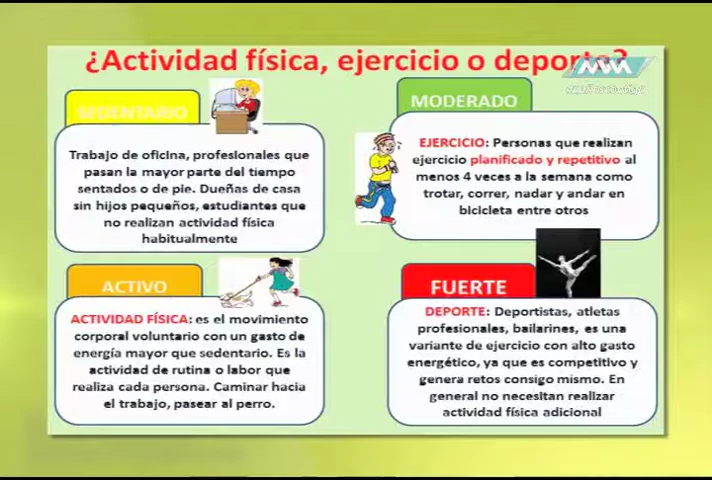 ¿Actividad física, ejercicio o deporte?
SEDENTARIO
Trabajo de oficina, profesionales que
pasan la mayor parte del tiempo
sentados o de pie. Dueñas de casa
sin hijos pequeños, estudiantes que
no realizan actividad física
habitualmente
MODERADO
EJERCICIO: Personas que realizan
ejercicio planificado y repetitivo al
menos 4 veces a la semana como
trotar, correr, nadar y andar en
bicicleta entre otros
ACTIVO
ACTIVIDAD FÍSICA: es el movimiento
corporal voluntario con un gasto de
energía mayor que sedentario. Es la
actividad de rutina o labor que
realiza cada persona. Caminar hacia
el trabajo, pasear al perro.
FUERTE
DEPORTE: Deportistas, atletas
profesionales, bailarines, es una
variante de ejercicio con alto gasto
energético, ya que es competitivo y
genera retos consigo mismo. En
general no necesitan realizar
actividad física adicional